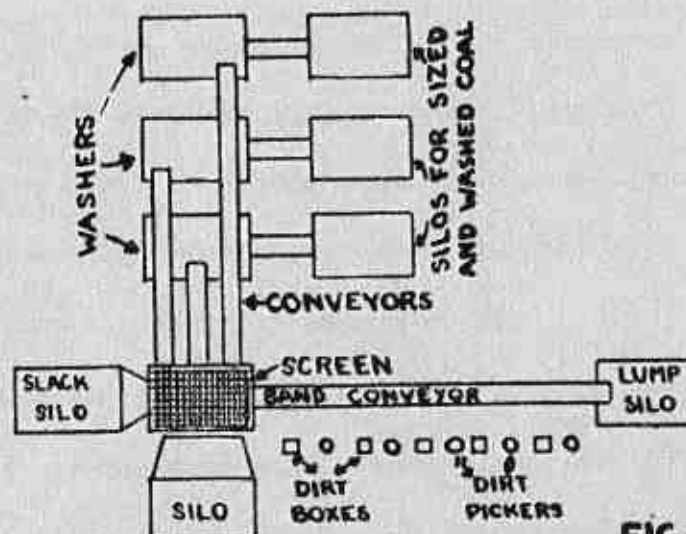 WASHERS
SILOS FOR SIZED
AND WASHED COAL
CONVEYORS
SCREEN
SLACK
SILO
BAND CONVEYOR
LUMP
SILO
DIRT
BOXES
DIRT
PICKERS
SILO
FIG